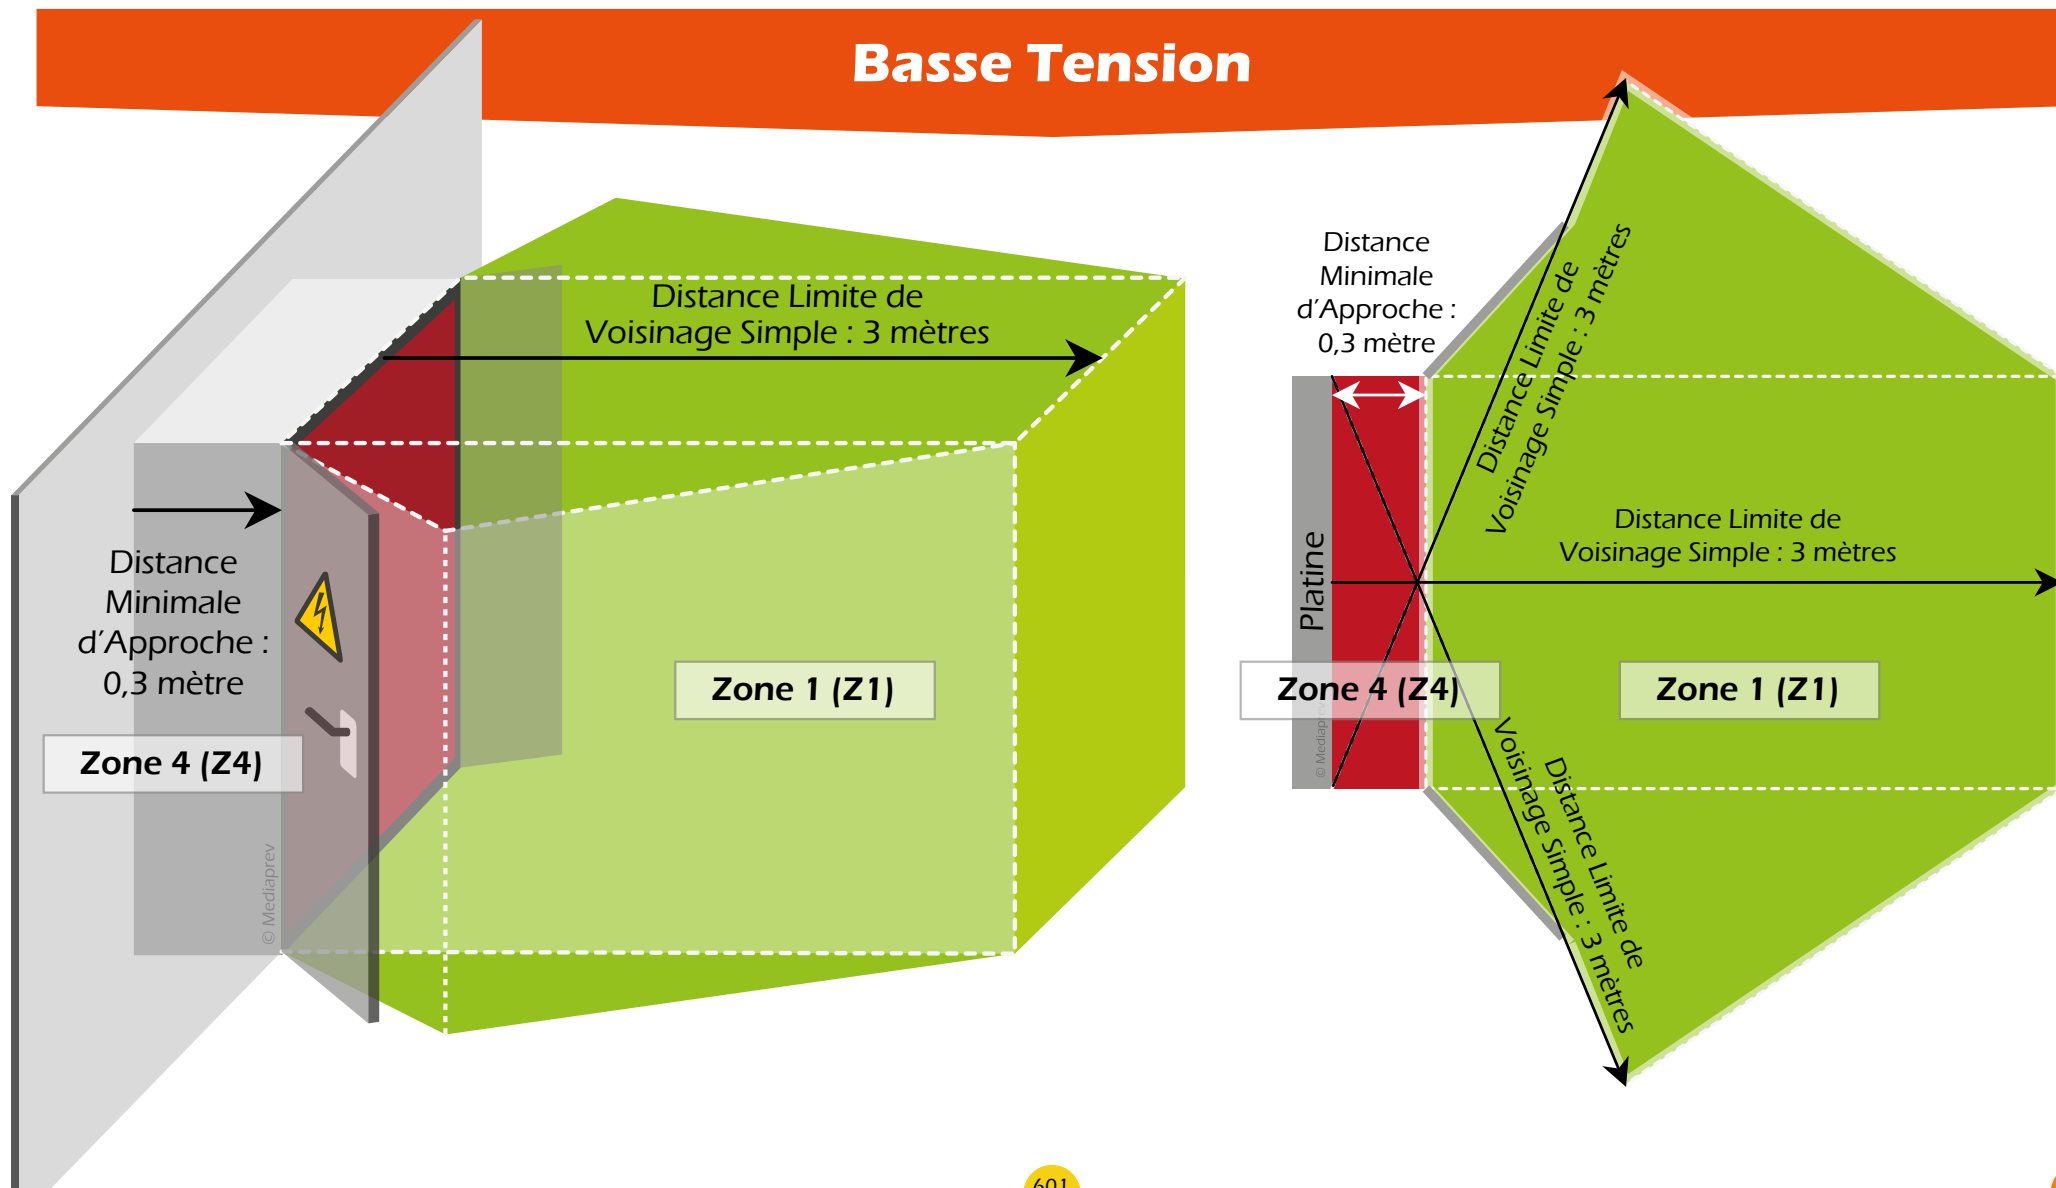 Basse Tension
Distance Limite de
Voisinage Simple : 3 mètres
Distance
Minimale
d'Approche :
0,3 mètre
Zone 4 (Z4)
Zone 1 (Z1)
© Mediaprev
Distance
Minimale
d'Approche :
0,3 mètre
Distance Limite de
Voisinage Simple : 3 mètres
Distance Limite de
Voisinage Simple : 3 mètres
Platine
Zone 4 (Z4)
Zone 1 (Z1)
© Mediaprev
Distance Limite de
Voisinage Simple : 3 mètres
601